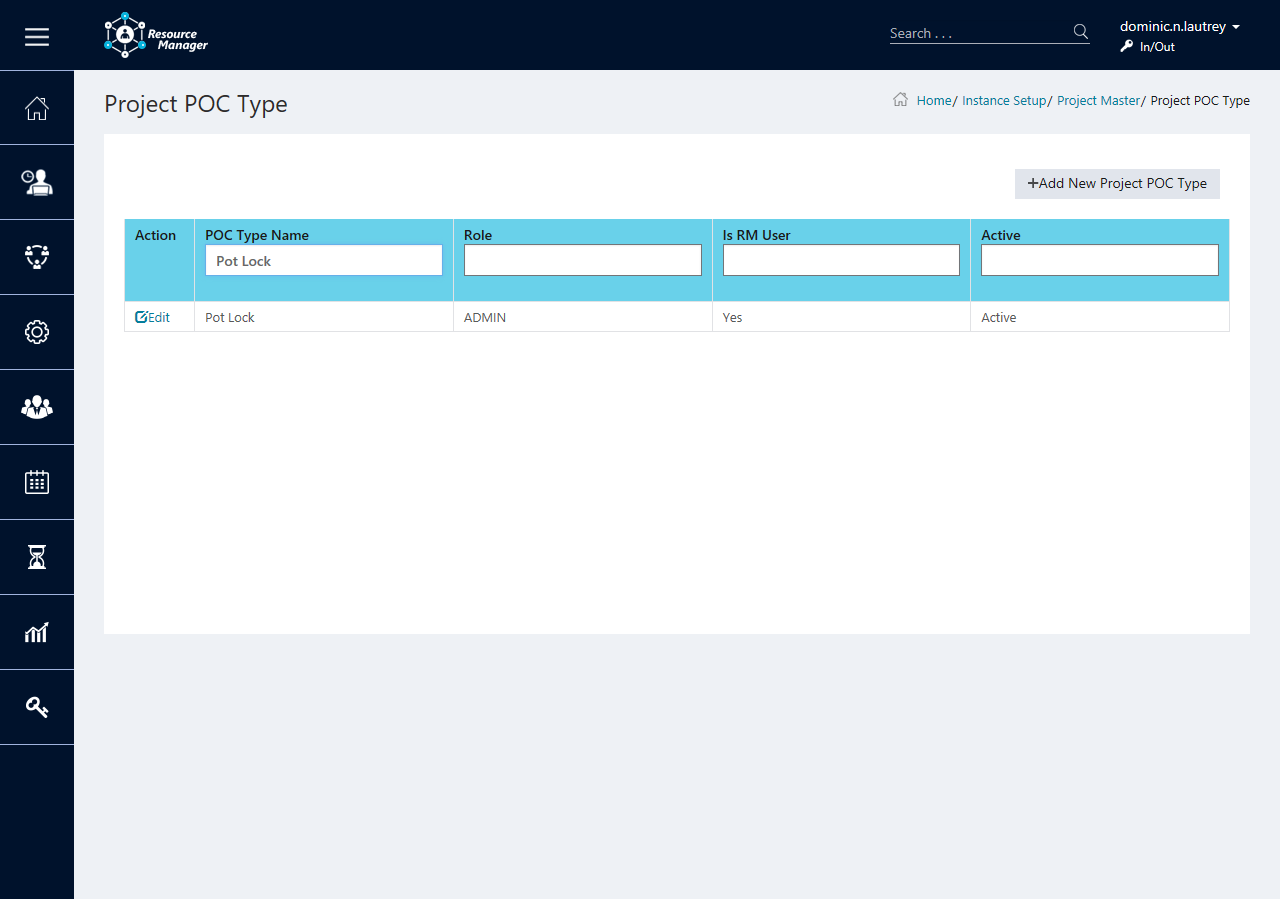 Resource
Manager
Search . . .
dominic.n.lautrey
In/Out
Project POC Type
Home/ Instance Setup/ Project Master/ Project POC Type
+Add New Project POC Type
Action POC Type Name Role Is RM User Active
Pot Lock
Edit Pot Lock ADMIN Yes Active